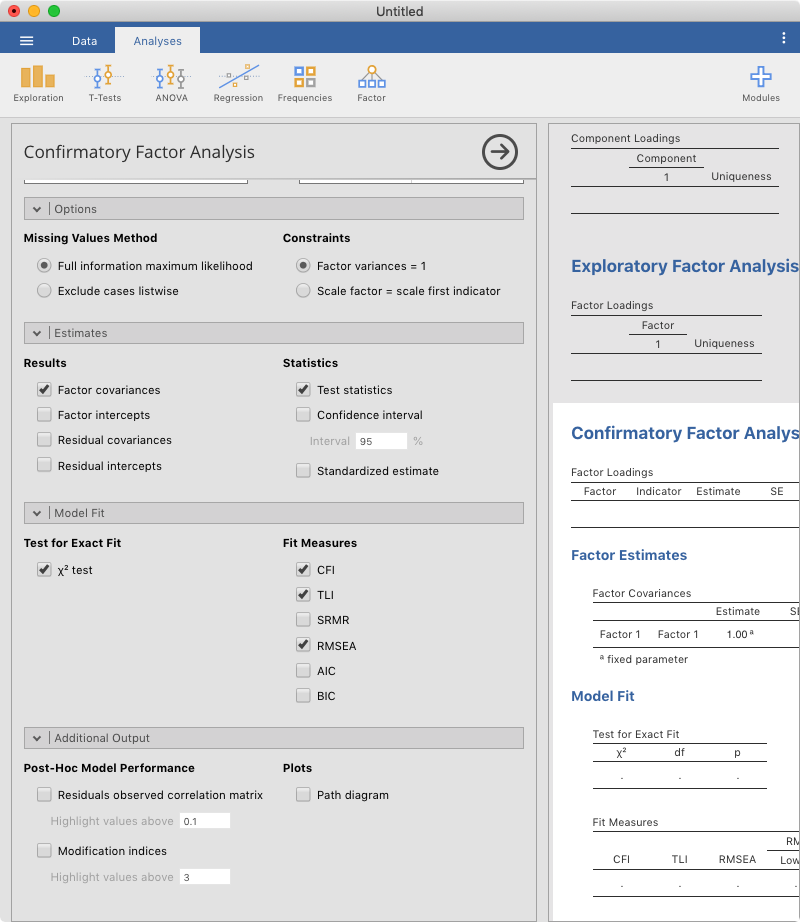 Untitled
Data
Analyses
Exploration
T-Tests
ANOVA
Regression
Frequencies
Factor
Modules
Confirmatory Factor Analysis
Options
Missing Values Method
Constraints
Full information maximum likelihood
Factor variances = 1
Exclude cases listwise
Scale factor = scale first indicator
Estimates
Results
Statistics
Factor covariances
Test statistics
Factor intercepts
Confidence interval
Residual covariances
Interval 95 %
Residual intercepts
Standardized estimate
Model Fit
Test for Exact Fit
Fit Measures
χ² test
CFI
TLI
SRMR
RMSEA
AIC
BIC
Additional Output
Post-Hoc Model Performance
Plots
Residuals observed correlation matrix
Path diagram
Highlight values above 0.1
Modification indices
Highlight values above 3
Component Loadings
Component
1 Uniqueness
Exploratory Factor Analysis
Factor Loadings
Factor
1 Uniqueness
Confirmatory Factor Analys
Factor Loadings
Factor Indicator Estimate SE
Factor Estimates
Factor Covariances
Estimate SE
Factor 1 Factor 1 1.00 ª
ª fixed parameter
Model Fit
Test for Exact Fit
χ² df p
. . .
Fit Measures
RM
CFI TLI RMSEA Low
. . . .